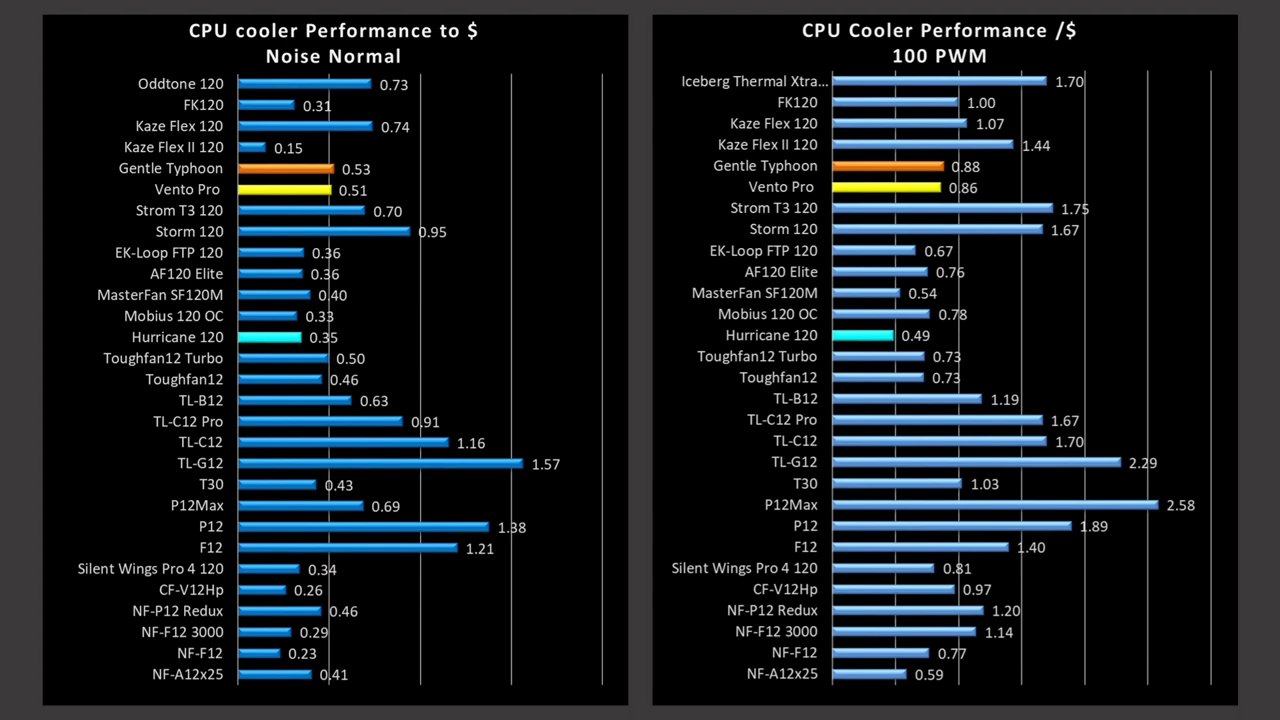 CPU cooler Performance to $
Noise Normal
Oddtone 120 0.73
FK120 0.31
Kaze Flex 120 0.74
Kaze Flex II 120 0.15
Gentle Typhoon 0.53
Vento Pro 0.51
Strom T3 120 0.70
Storm 120 0.95
EK-Loop FTP 120 0.36
AF120 Elite 0.36
MasterFan SF120M 0.40
Mobius 120 OC 0.33
Hurricane 120 0.35
Toughfan12 Turbo 0.50
Toughfan12 0.46
TL-B12 0.63
TL-C12 Pro 0.91
TL-C12 1.16
TL-G12 1.57
T30 0.43
P12Max 0.69
P12 1.38
F12 1.21
Silent Wings Pro 4 120 0.34
CF-V12Hp 0.26
NF-P12 Redux 0.46
NF-F12 3000 0.29
NF-F12 0.23
NF-A12x25 0.41
CPU Cooler Performance /$
100 PWM
Iceberg Thermal Xtra... 1.70
FK120 1.00
Kaze Flex 120 1.07
Kaze Flex II 120 1.44
Gentle Typhoon 0.88
Vento Pro 0.86
Strom T3 120 1.75
Storm 120 1.67
EK-Loop FTP 120 0.67
AF120 Elite 0.76
MasterFan SF120M 0.54
Mobius 120 OC 0.78
Hurricane 120 0.49
Toughfan12 Turbo 0.73
Toughfan12 0.73
TL-B12 1.19
TL-C12 Pro 1.67
TL-C12 1.70
TL-G12 2.29
T30 1.03
P12Max 2.58
P12 1.89
F12 1.40
Silent Wings Pro 4 120 0.81
CF-V12Hp 0.97
NF-P12 Redux 1.20
NF-F12 3000 1.14
NF-F12 0.77
NF-A12x25 0.59